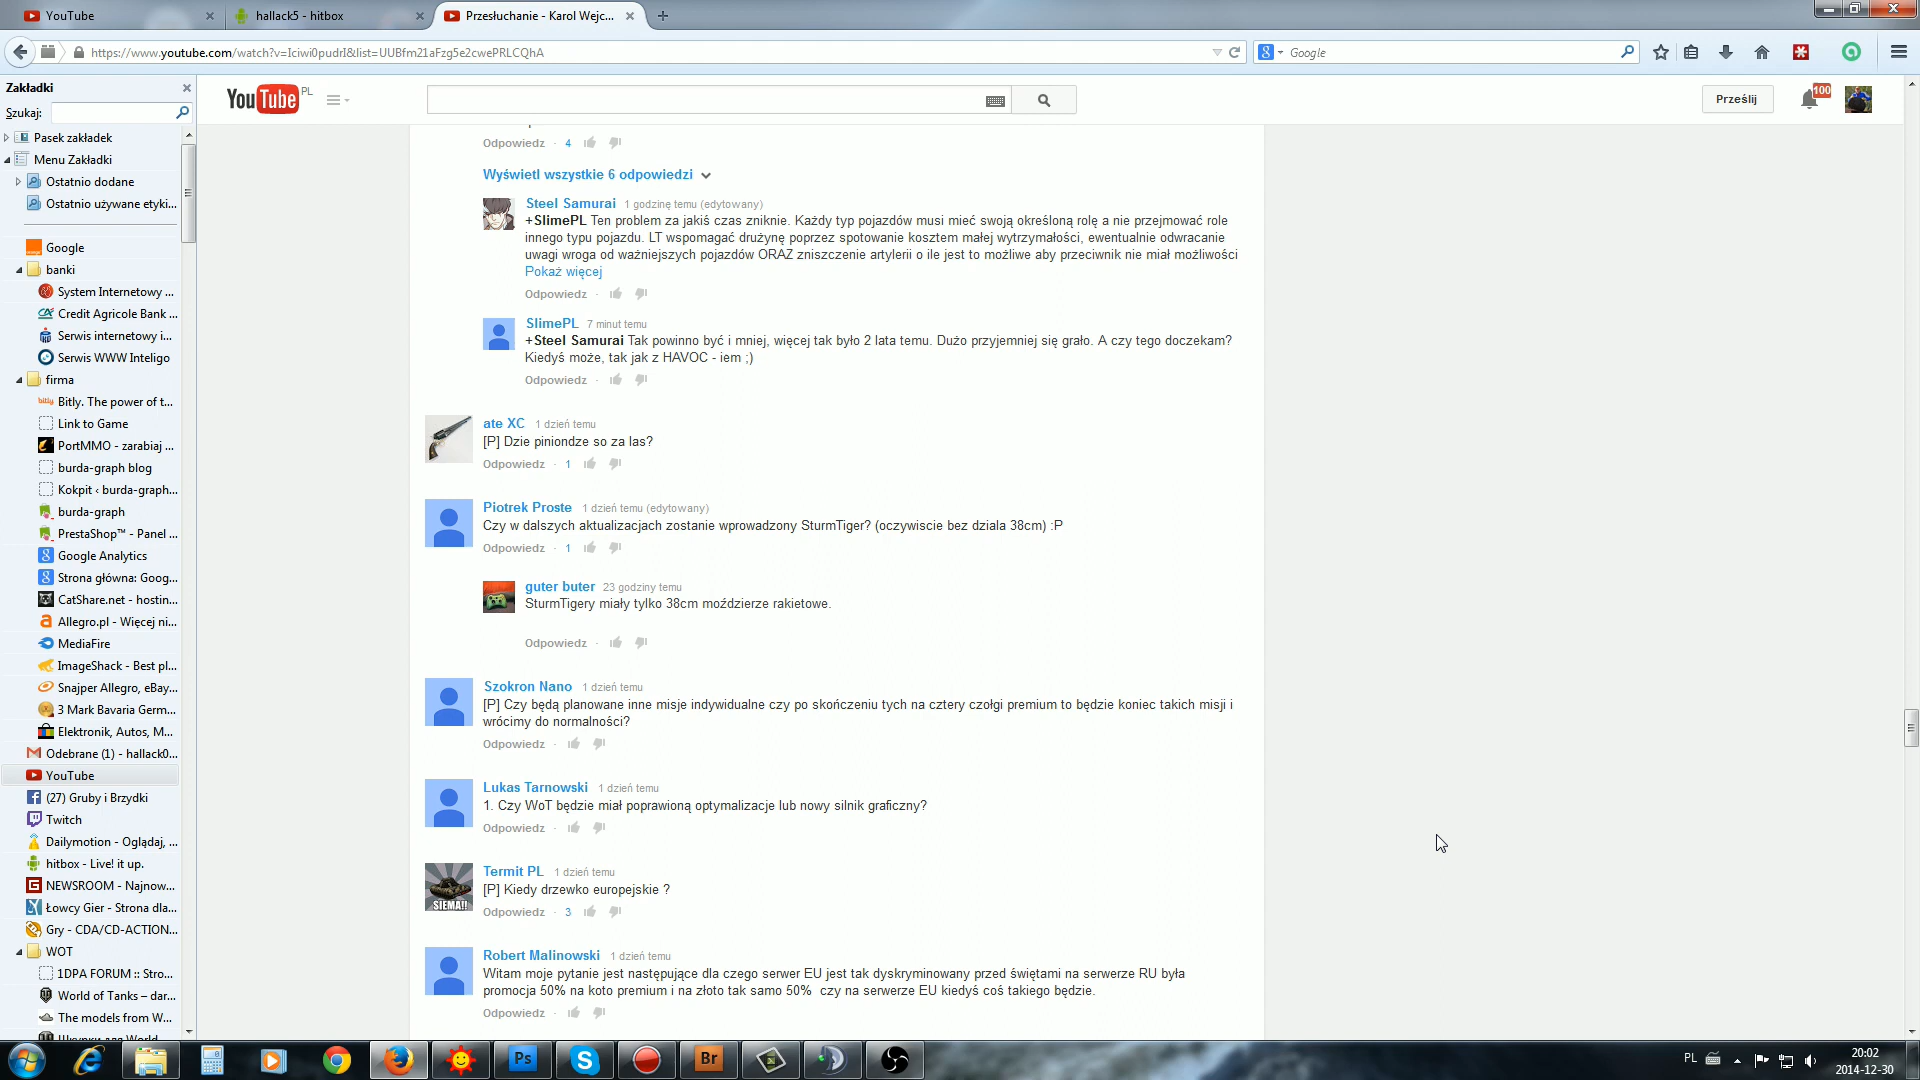 YouTube
hallack5 - hitbox
Przesłuchanie - Karol Wejc...
https://www.youtube.com/watch?v=Iciwi0pudrI&list=UUBfm21aFzg5e2cwePRLCQhA
Google
Zakładki
Szukaj:
Pasek zakładek
Menu Zakładki
Ostatnio dodane
Ostatnio używane etyki...
Google
banki
System Internetowy ...
Credit Agricole Bank ...
Serwis internetowy i...
Serwis WWW Inteligo
firma
Bitly. The power of t...
Link to Game
PortMMO - zarabiaj ...
burda-graph blog
Kokpit ‹ burda-graph...
burda-graph
PrestaShop™ - Panel ...
Google Analytics
Strona główna: Goog...
CatShare.net - hostin...
Allegro.pl - Więcej ni...
MediaFire
ImageShack - Best pl...
Snajper Allegro, eBay...
3 Mark Bavaria Germ...
Elektronik, Autos, M...
Odebrane (1) - hallack0...
YouTube
(27) Gruby i Brzydki
Twitch
Dailymotion - Oglądaj, ...
hitbox - Live! it up.
NEWSROOM - Najnow...
Łowcy Gier - Strona dla...
Gry - CDA/CD-ACTION...
WOT
1DPA FORUM :: Stro...
World of Tanks – dar...
The models from W...
YouTube PL
Prześlij
100
Odpowiedz · 4
Wyświetl wszystkie 6 odpowiedzi
Steel Samurai 1 godzinę temu (edytowany)
+SlimePL Ten problem za jakiś czas zniknie. Każdy typ pojazdów musi mieć swoją określoną rolę a nie przejmować role
innego typu pojazdu. LT wspomagać drużynę poprzez spotowanie kosztem małej wytrzymałości, ewentualnie odwracanie
uwagi wroga od ważniejszych pojazdów ORAZ zniszczenie artylerii o ile jest to możliwe aby przeciwnik nie miał możliwości
Pokaż więcej
Odpowiedz ·
SlimePL 7 minut temu
+Steel Samurai Tak powinno być i mniej, więcej tak było 2 lata temu. Dużo przyjemniej się grało. A czy tego doczekam?
Kiedyś może, tak jak z HAVOC - iem ;)
Odpowiedz ·
ate XC 1 dzień temu
[P] Dzie piniondze so za las?
Odpowiedz · 1
Piotrek Proste 1 dzień temu (edytowany)
Czy w dalszych aktualizacjach zostanie wprowadzony SturmTiger? (oczywiscie bez dziala 38cm) :P
Odpowiedz · 1
guter buter 23 godziny temu
SturmTigery miały tylko 38cm moździerze rakietowe.
Odpowiedz ·
Szokron Nano 1 dzień temu
[P] Czy będą planowane inne misje indywidualne czy po skończeniu tych na cztery czołgi premium to będzie koniec takich misji i
wrócimy do normalności?
Odpowiedz ·
Lukas Tarnowski 1 dzień temu
1. Czy WoT będzie miał poprawioną optymalizacje lub nowy silnik graficzny?
Odpowiedz ·
Termit PL 1 dzień temu
[P] Kiedy drzewko europejskie ?
SIEMA!!
Odpowiedz · 3
Robert Malinowski 1 dzień temu
Witam moje pytanie jest następujące dla czego serwer EU jest tak dyskryminowany przed świętami na serwerze RU była
promocja 50% na koto premium i na złoto tak samo 50% czy na serwerze EU kiedyś coś takiego będzie.
Odpowiedz ·
Ps
Br
PL
20:02
2014-12-30